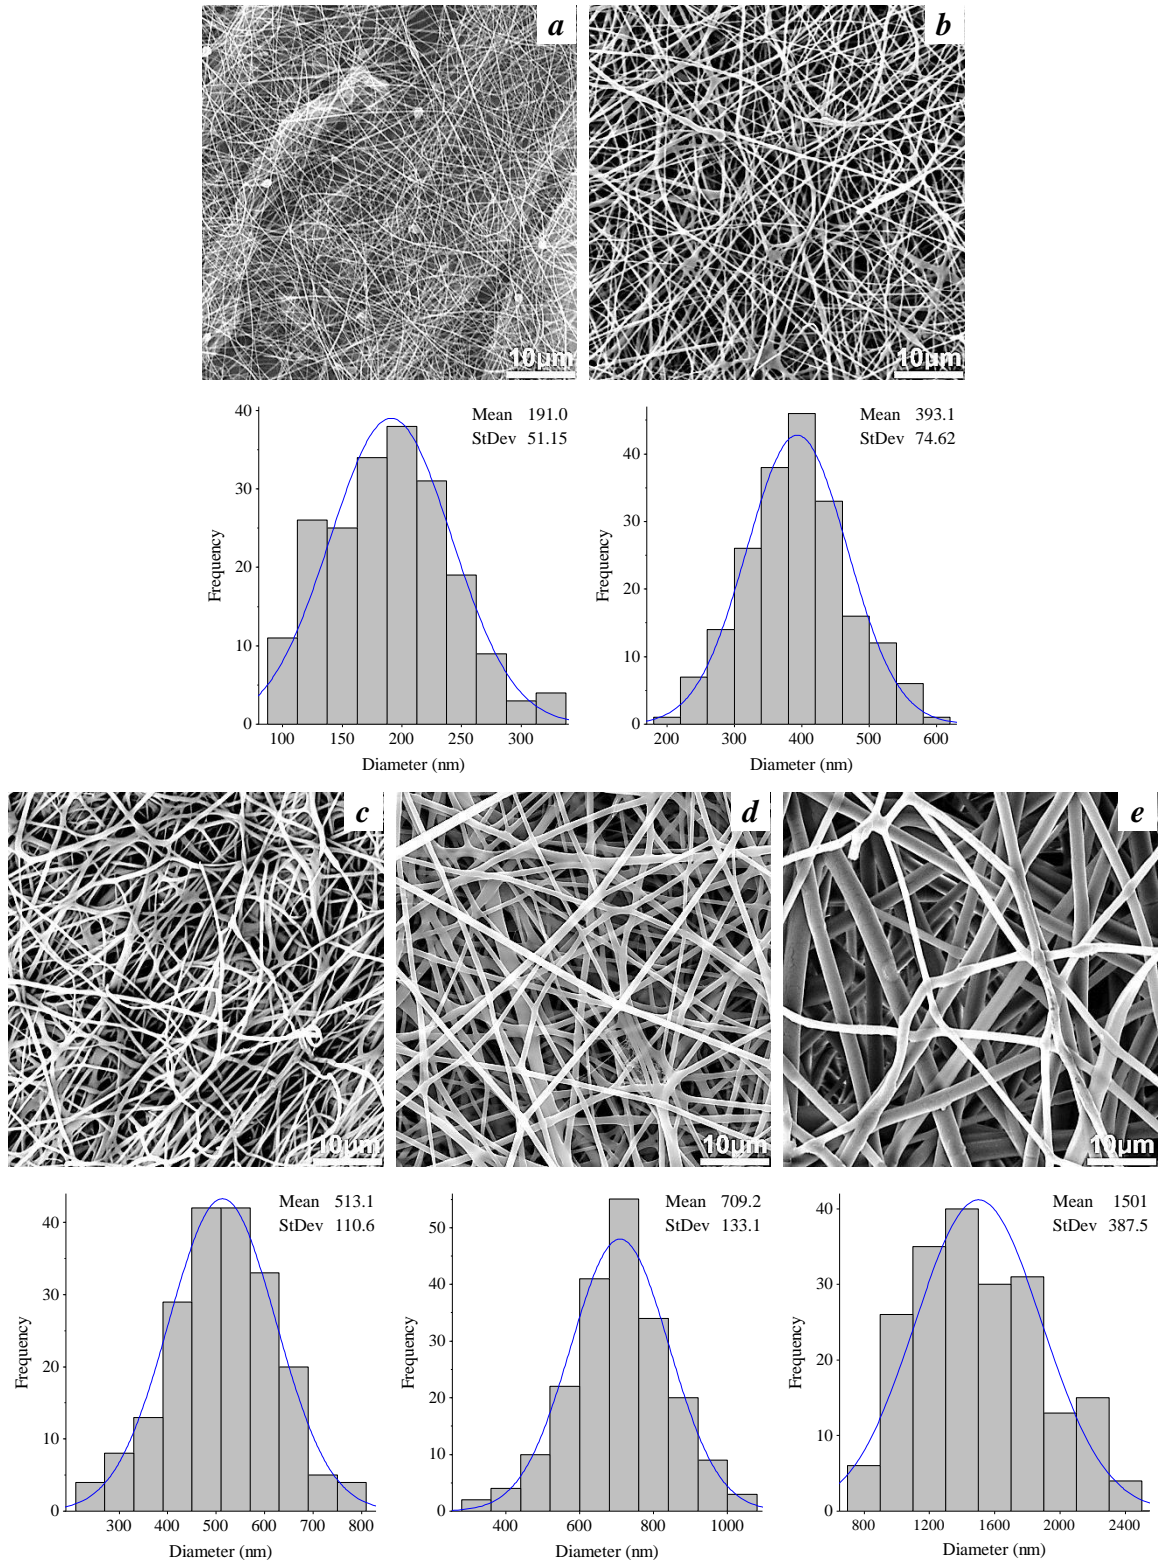 a
b
10μm
10μm
Mean 191.0
StDev 51.15
40
30
20
10
0
Frequency
100 150 200 250 300
Diameter (nm)
Mean 393.1
StDev 74.62
40
30
20
10
0
Frequency
200 300 400 500 600
Diameter (nm)
c
d
e
10μm
10μm
10μm
Mean 513.1
StDev 110.6
40
30
20
10
0
Frequency
300 400 500 600 700 800
Diameter (nm)
Mean 709.2
StDev 133.1
50
40
30
20
10
0
Frequency
400 600 800 1000
Diameter (nm)
Mean 1501
StDev 387.5
40
30
20
10
0
Frequency
800 1200 1600 2000 2400
Diameter (nm)